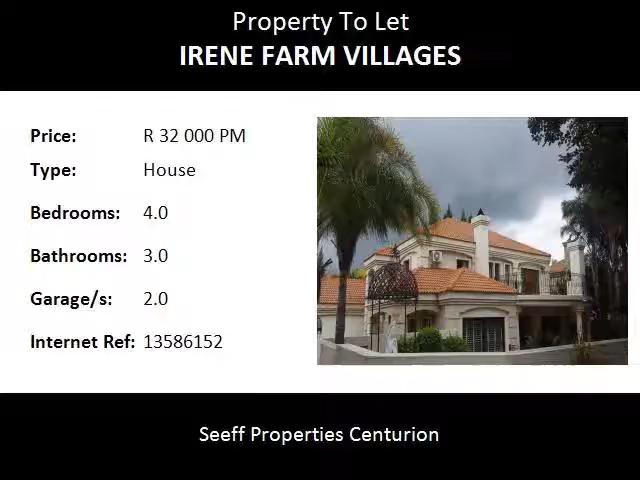 Property To Let
IRENE FARM VILLAGES
Price: R 32 000 PM
Type: House
Bedrooms: 4.0
Bathrooms: 3.0
Garage/s: 2.0
Internet Ref: 13586152
Seeff Properties Centurion